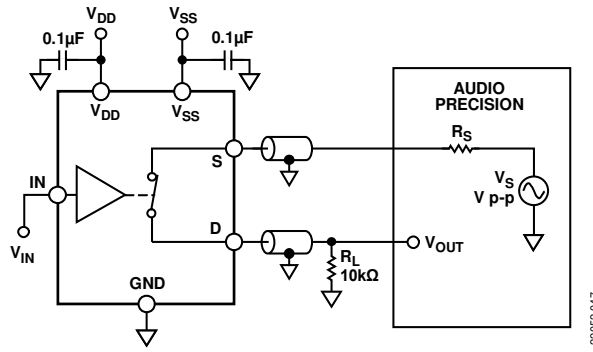 VDD
VSS
0.1µF
0.1µF
VDD
VSS
AUDIO
PRECISION
RS
S
VS
V p-p
IN
VIN
D
VOUT
RL
10kΩ
GND